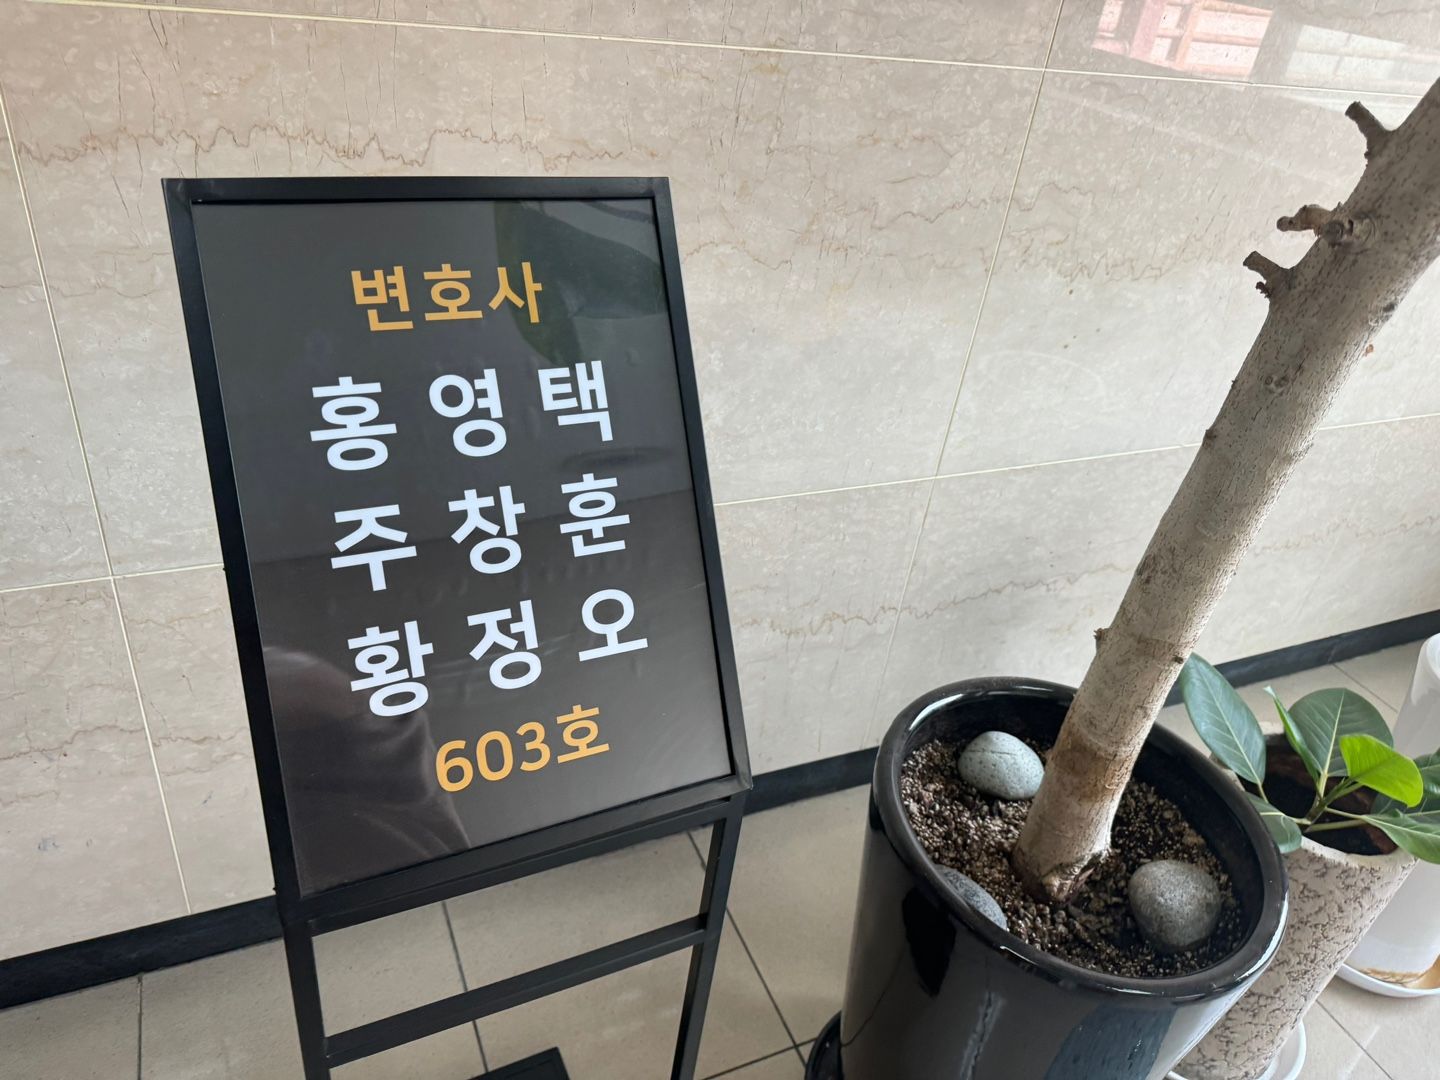 변호사
홍 영 택
주 창 훈
황 정 오
603호